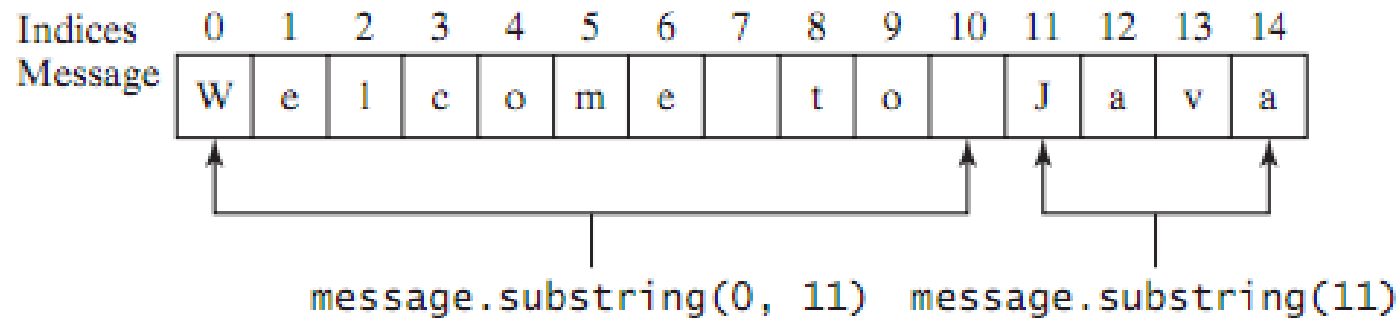 Indices 0 1 2 3 4 5 6 7 8 9 10 11 12 13 14
Message W e l c o m e t o J a v a
message.substring(0, 11) message.substring(11)